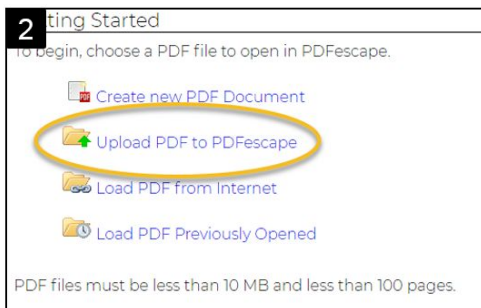 2
ting Started
To begin, choose a PDF file to open in PDFescape.
PDF
Create new PDF Document
Upload PDF to PDFescape
Load PDF from Internet
Load PDF Previously Opened
PDF files must be less than 10 MB and less than 100 pages.